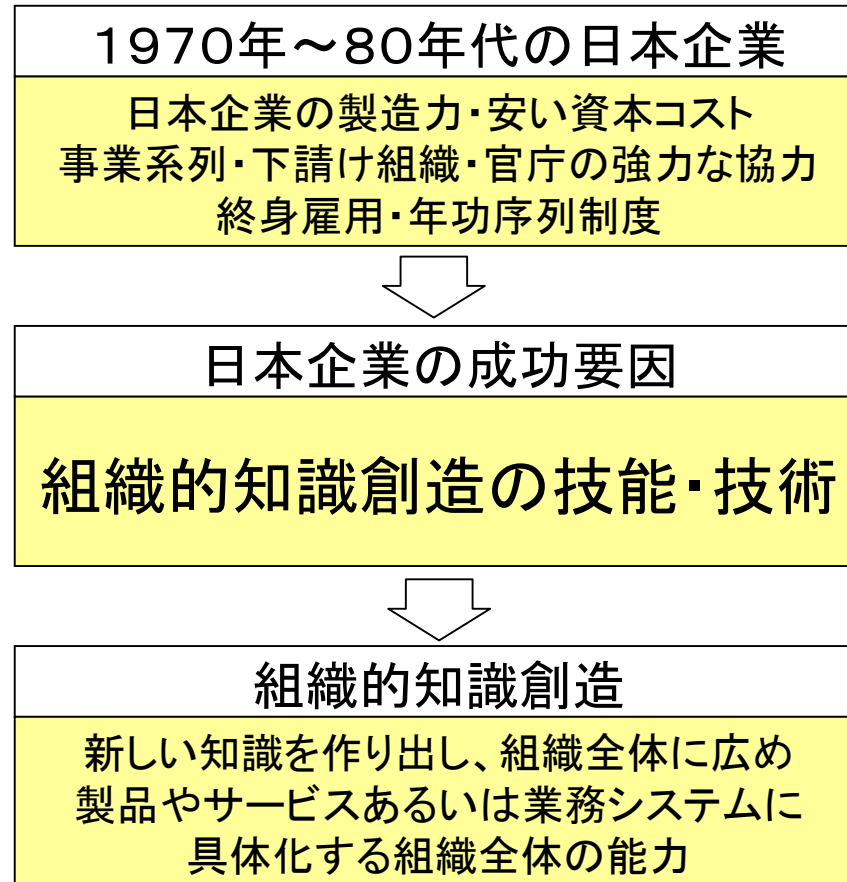 1970年～80年代の日本企業
日本企業の製造力・安い資本コスト
事業系列・下請け組織・官庁の強力な協力
終身雇用・年功序列制度
日本企業の成功要因
組織的知識創造の技能・技術
組織的知識創造
新しい知識を作り出し、組織全体に広め
製品やサービスあるいは業務システムに
具体化する組織全体の能力